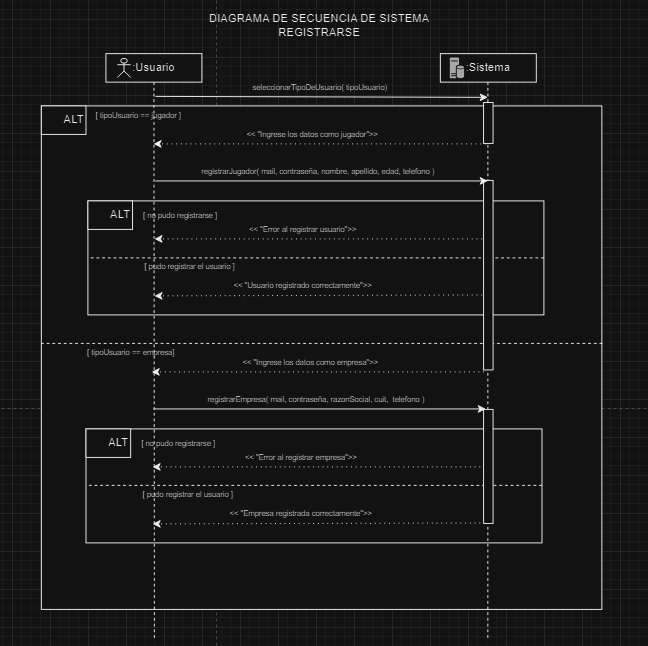 DIAGRAMA DE SECUENCIA DE SISTEMA
REGISTRARSE
:Usuario
:Sistema
seleccionarTipoDeUsuario( tipoUsuario)
ALT
[ tipoUsuario == jugador ]
<< "Ingrese los datos como jugador">>
registrarJugador( mail, contraseña, nombre, apellido, edad, telefono )
ALT
[ no pudo registrarse ]
<< "Error al registrar usuario">>
[ pudo registrar el usuario ]
<< "Usuario registrado correctamente">>
[ tipoUsuario == empresa]
<< "Ingrese los datos como empresa">>
registrarEmpresa( mail, contraseña, razonSocial, cuit, telefono )
ALT
[ no pudo registrarse ]
<< "Error al registrar empresa">>
[ pudo registrar el usuario ]
<< "Empresa registrada correctamente">>